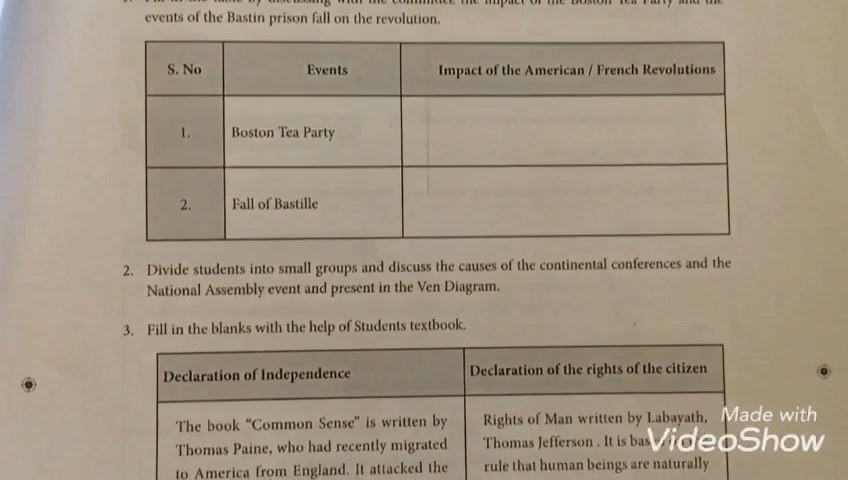 events of the Bastin prison fall on the revolution.
S. No Events Impact of the American / French Revolutions
1. Boston Tea Party
2. Fall of Bastille
2. Divide students into small groups and discuss the causes of the continental conferences and the
National Assembly event and present in the Ven Diagram.
3. Fill in the blanks with the help of Students textbook.
Declaration of Independence
The book “Common Sense” is written by
Thomas Paine, who had recently migrated
to America from England. It attacked the
Declaration of the rights of the citizen
Rights of Man written by Labayath,
Thomas Jefferson . It is
rule that human beings are naturally
Made with
VideoShow